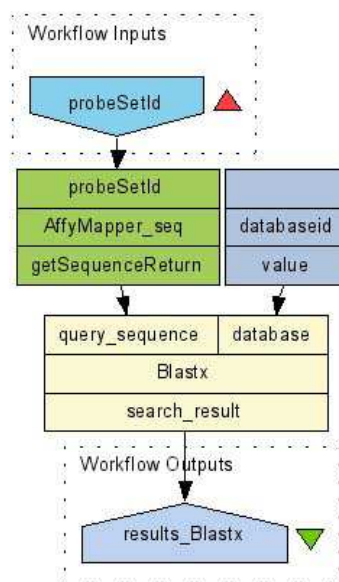 Workflow Inputs
probeSetId
probeSetId
AffyMapper_seq
databaseid
getSequenceReturn
value
query_sequence
database
Blastx
search_result
Workflow Outputs
results_Blastx